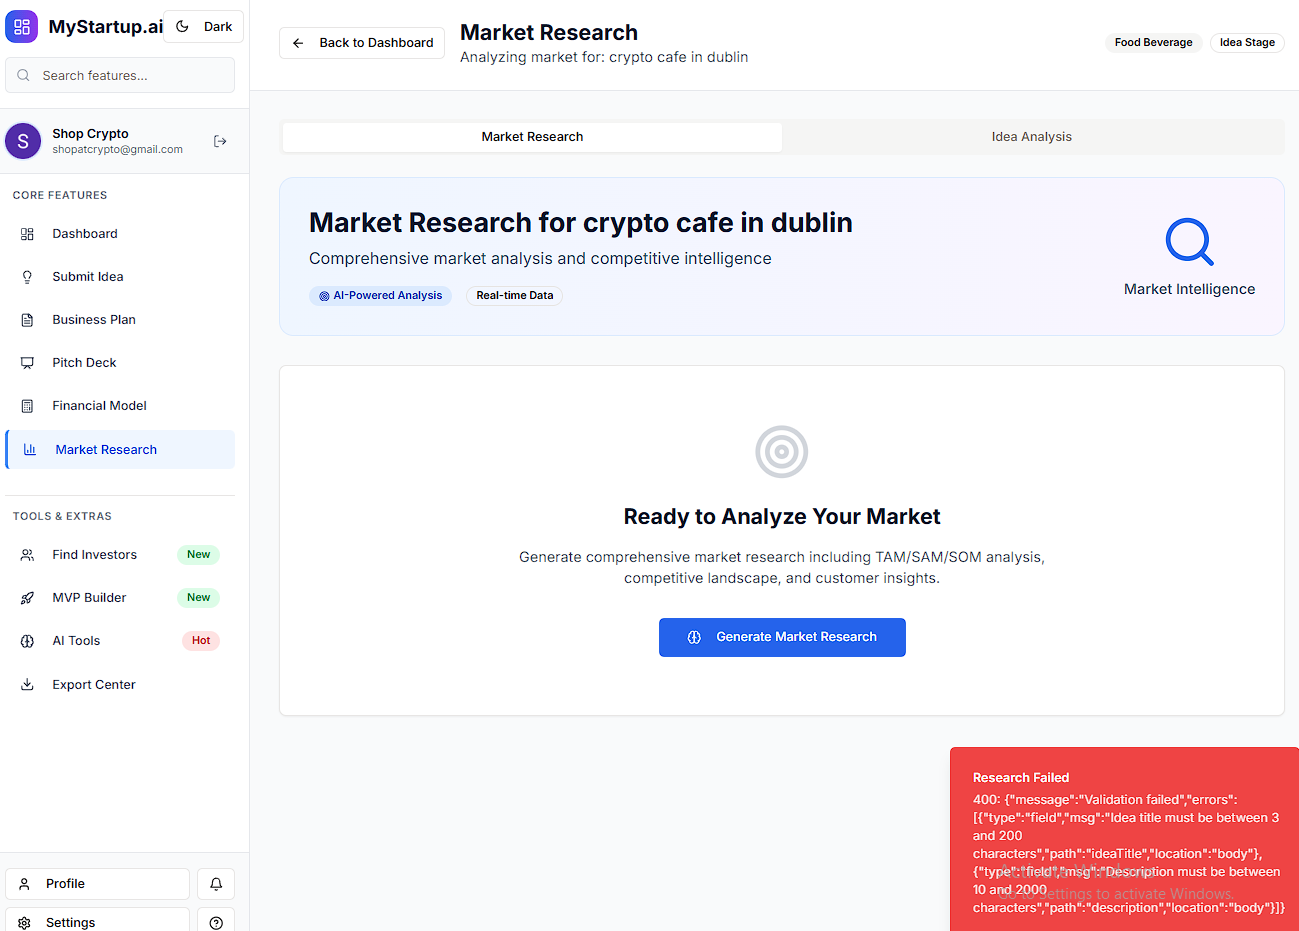 MyStartup.ai
Dark
Search features...
S
Shop Crypto
shopatcrypto@gmail.com
CORE FEATURES
Dashboard
Submit Idea
Business Plan
Pitch Deck
Financial Model
Market Research
TOOLS & EXTRAS
Find Investors New
MVP Builder New
AI Tools Hot
Export Center
Profile
Settings
Back to Dashboard
Market Research
Analyzing market for: crypto cafe in dublin
Food Beverage
Idea Stage
Market Research
Idea Analysis
Market Research for crypto cafe in dublin
Comprehensive market analysis and competitive intelligence
AI-Powered Analysis
Real-time Data
Market Intelligence
Ready to Analyze Your Market
Generate comprehensive market research including TAM/SAM/SOM analysis,
competitive landscape, and customer insights.
Generate Market Research
Research Failed
400: {"message":"Validation failed","errors":
[{"type":"field","msg":"Idea title must be between 3
and 200
characters","path":"ideaTitle","location":"body"},
{"type":"field","msg":"Description must be between
10 and 2000
characters","path":"description","location":"body"}]}
Activate Windows
Go to Settings to activate Windows.